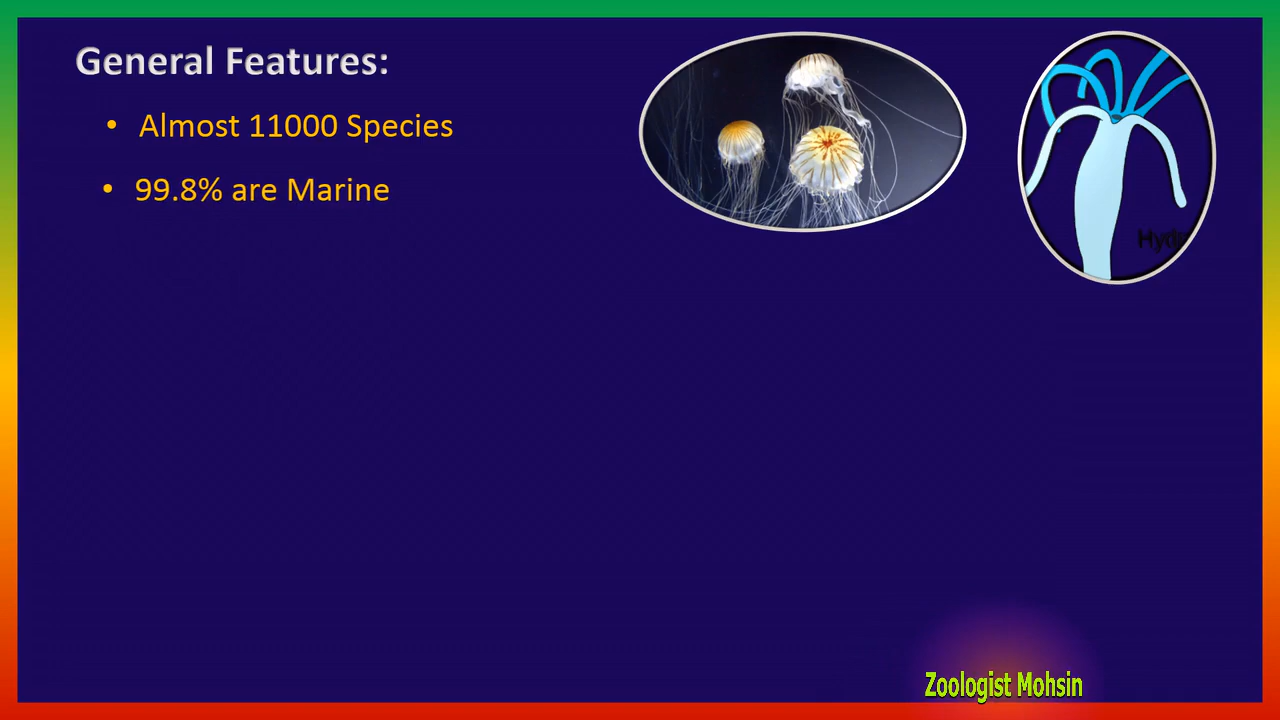 General Features:
• Almost 11000 Species
• 99.8% are Marine
Zoologist Mohsin